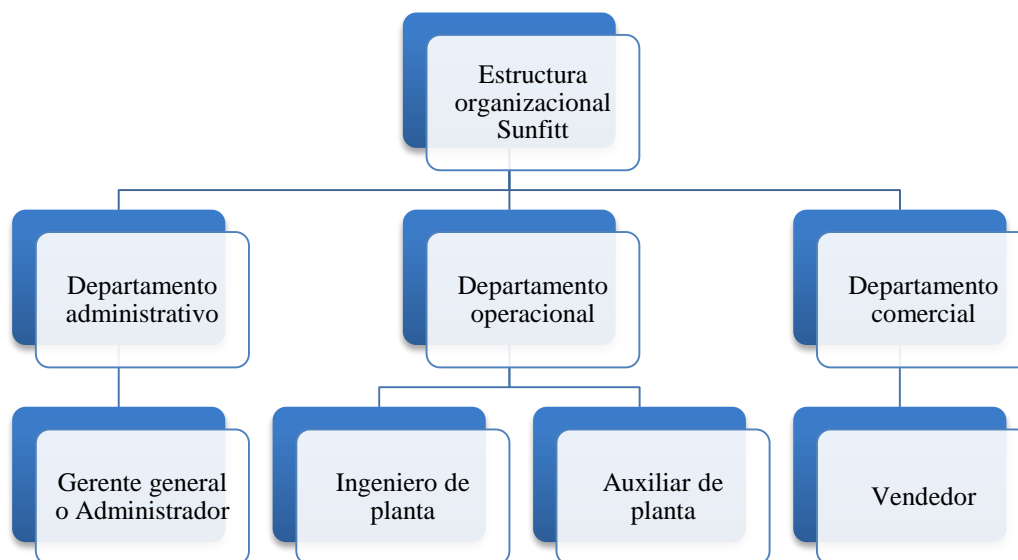 Estructura
organizacional
Sunfitt
Departamento
administrativo
Departamento
operacional
Departamento
comercial
Gerente general
o Administrador
Ingeniero de
planta
Auxiliar de
planta
Vendedor